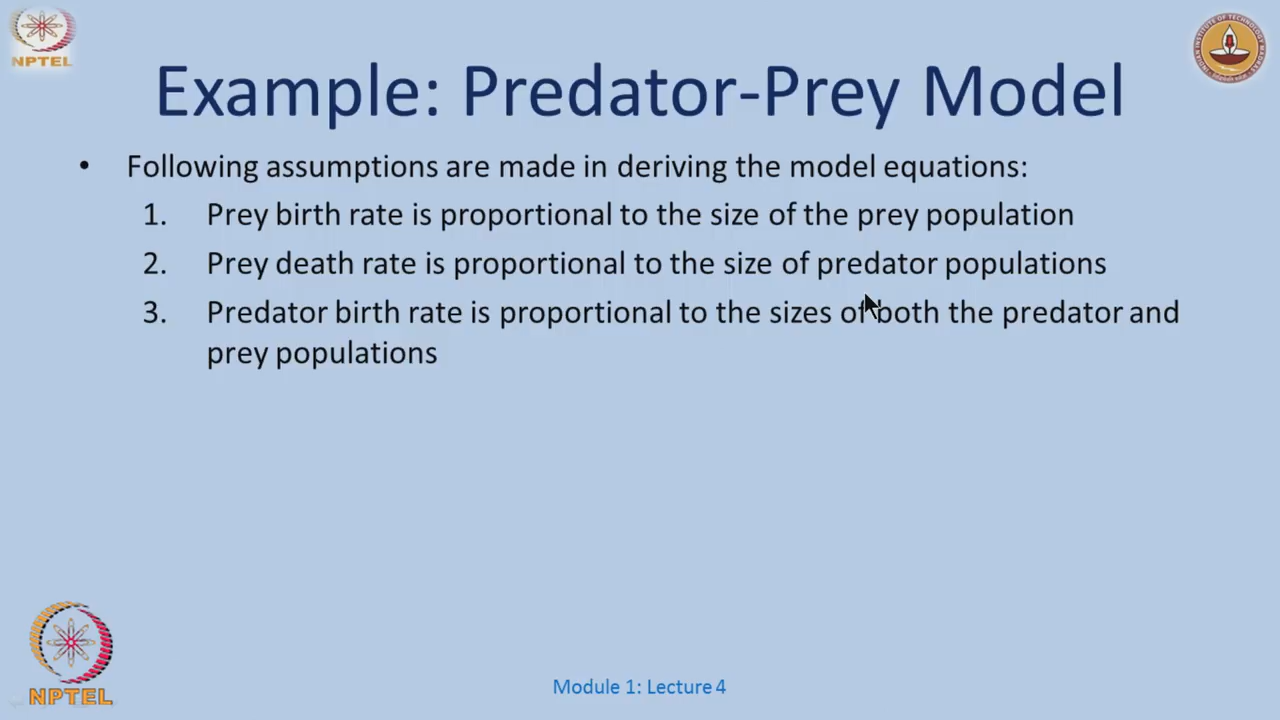 NPTEL
Example: Predator-Prey Model
• Following assumptions are made in deriving the model equations:
1. Prey birth rate is proportional to the size of the prey population
2. Prey death rate is proportional to the size of predator populations
3. Predator birth rate is proportional to the sizes of both the predator and
prey populations
NPTEL
Module 1: Lecture 4